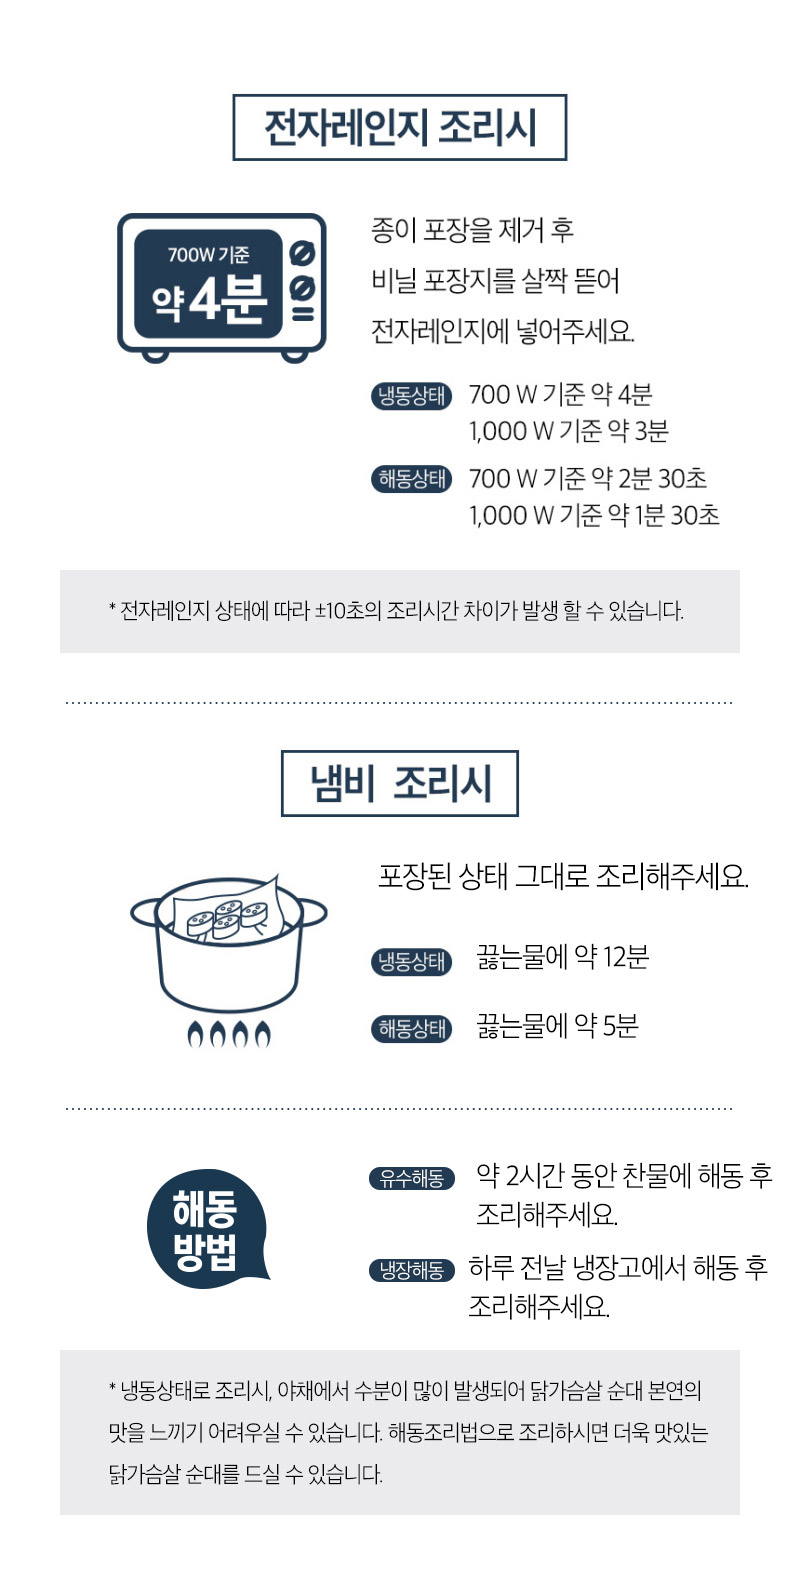 전자레인지 조리시
700W 기준
약 4분
종이 포장을 제거 후
비닐 포장지를 살짝 뜯어
전자레인지에 넣어주세요.
냉동상태 700 W 기준 약 4분
1,000 W 기준 약 3분
해동상태 700 W 기준 약 2분 30초
1,000 W 기준 약 1분 30초
* 전자레인지 상태에 따라 ±10초의 조리시간 차이가 발생 할 수 있습니다.
냄비 조리시
포장된 상태 그대로 조리해주세요.
냉동상태 끓는물에 약 12분
해동상태 끓는물에 약 5분
해동
방법
유수해동 약 2시간 동안 찬물에 해동 후
조리해주세요.
냉장해동 하루 전날 냉장고에서 해동 후
조리해주세요.
* 냉동상태로 조리시, 야채에서 수분이 많이 발생되어 닭가슴살 순대 본연의
맛을 느끼기 어려우실 수 있습니다. 해동조리법으로 조리하시면 더욱 맛있는
닭가슴살 순대를 드실 수 있습니다.